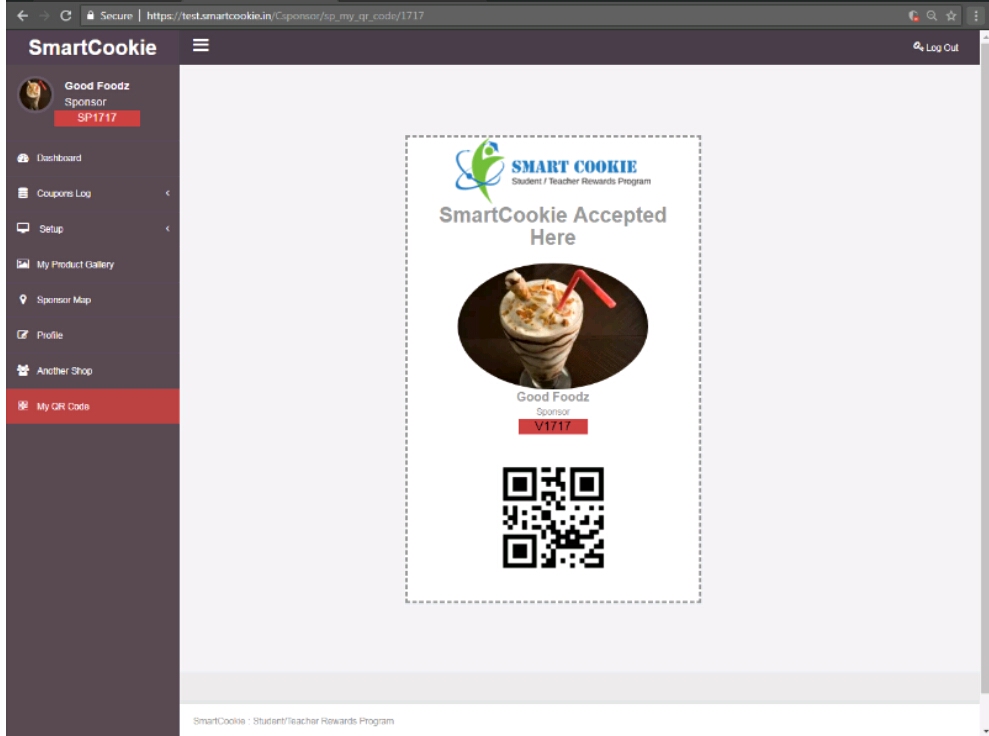 Secure | https://test.smartcookie.in/Csponsor/sp_my_qr_code/1717
SmartCookie
Log Out
Good Foodz
Sponsor
SP1717
Dashboard
Coupons Log
Setup
My Product Gallery
Sponsor Map
Profile
Another Shop
My QR Code
SMART COOKIE
Student / Teacher Rewards Program
SmartCookie Accepted
Here
Good Foodz
Sponsor
V1717
SmartCookie : Student/Teacher Rewards Program